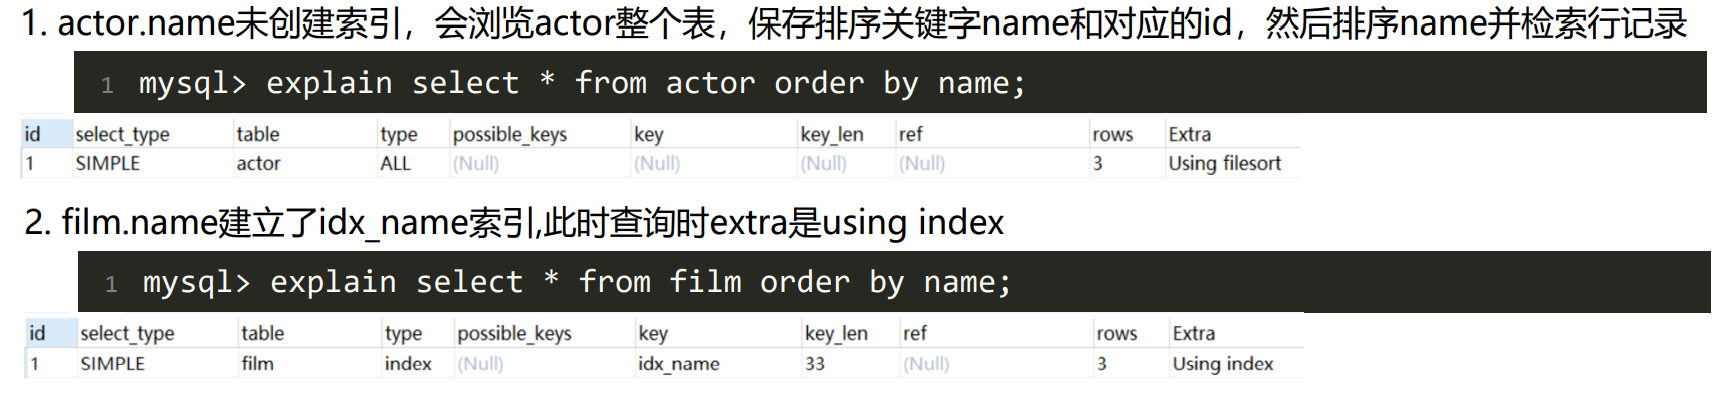 1. actor.name未创建索引，会浏览actor整个表，保存排序关键字name和对应的id，然后排序name并检索行记录
1 mysql> explain select * from actor order by name;
id select_type table type possible_keys key key_len ref rows Extra
1 SIMPLE actor ALL (Null) (Null) (Null) (Null) 3 Using filesort
2. film.name建立了idx_name索引,此时查询时extra是using index
1 mysql> explain select * from film order by name;
id select_type table type possible_keys key key_len ref rows Extra
1 SIMPLE film index (Null) idx_name 33 (Null) 3 Using index